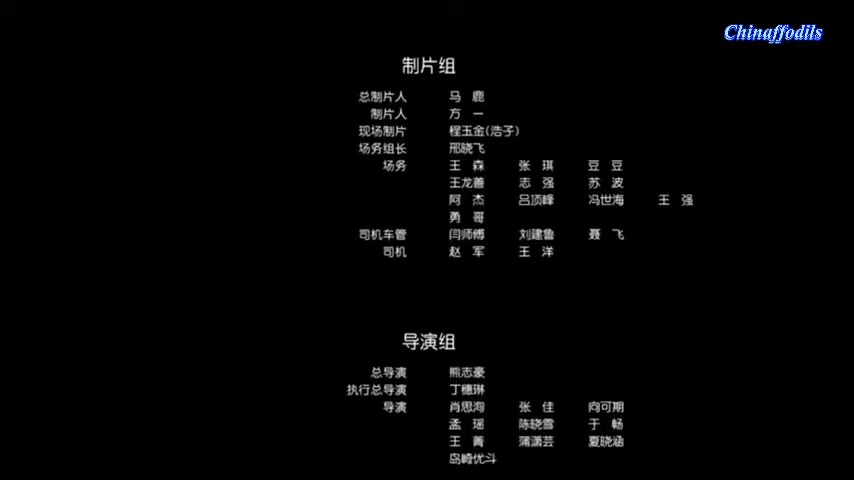 Chinaffodils
制片组
总制片人 马 鹿
制片人 方 一
现场制片 程玉金(浩子)
场务组长 邢晓飞
场务 王 森 张 琪 豆 豆
王龙善 志 强 苏 波
阿 杰 吕顶峰 冯世海 王 强
勇 哥
司机车管 闫师傅 刘建鲁 聂 飞
司机 赵 军 王 洋
导演组
总导演 熊志豪
执行总导演 丁穗琳
导演 肖思洵 张 佳 向可期
孟 瑶 陈晓雪 于 畅
王 菁 蒲潇芸 夏晓涵
岛崎优斗